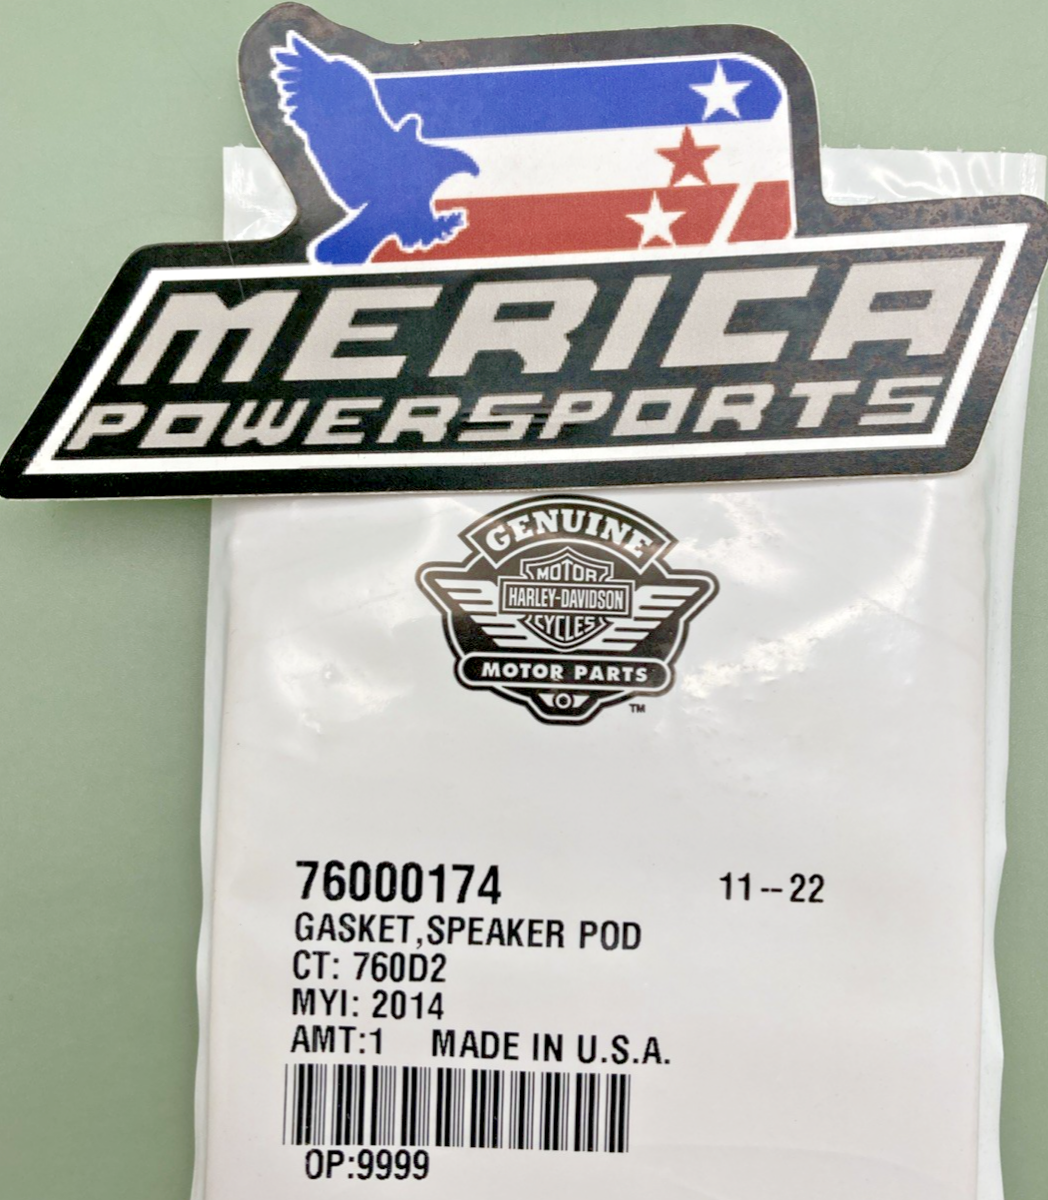 MERICA
POWERSPORTS
GENUINE
MOTOR
HARLEY-DAVIDSON
CYCLES
MOTOR PARTS
TM
76000174 11--22
GASKET,SPEAKER POD
CT: 760D2
MYI: 2014
AMT:1 MADE IN U.S.A.
OP:9999